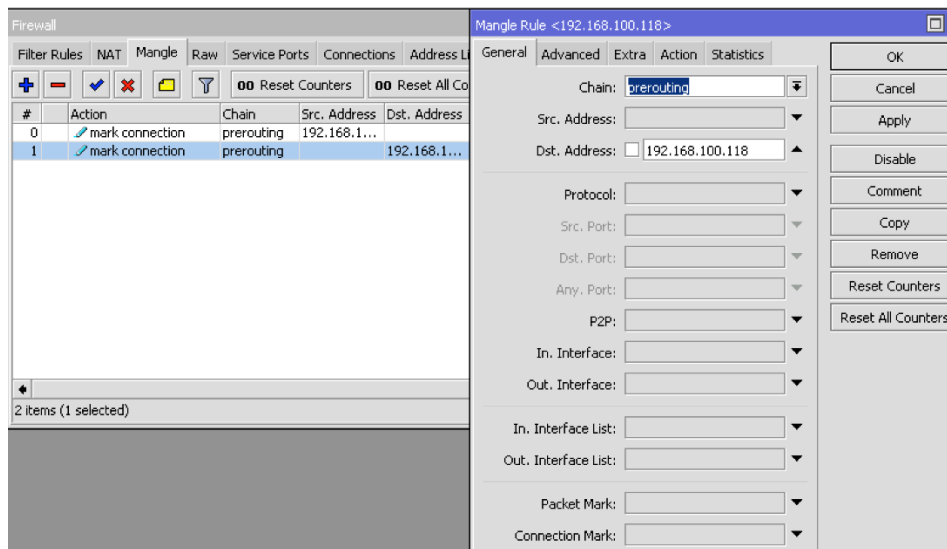 Firewall
Filter Rules NAT Mangle Raw Service Ports Connections Address Li
00 Reset Counters 00 Reset All Co
# Action Chain Src. Address Dst. Address
0 mark connection prerouting 192.168.1...
1 mark connection prerouting 192.168.1...
2 items (1 selected)
Mangle Rule <192.168.100.118>
General Advanced Extra Action Statistics
Chain: prerouting
Src. Address:
Dst. Address: 192.168.100.118
Protocol:
Src. Port:
Dst. Port:
Any. Port:
P2P:
In. Interface:
Out. Interface:
In. Interface List:
Out. Interface List:
Packet Mark:
Connection Mark:
OK
Cancel
Apply
Disable
Comment
Copy
Remove
Reset Counters
Reset All Counters